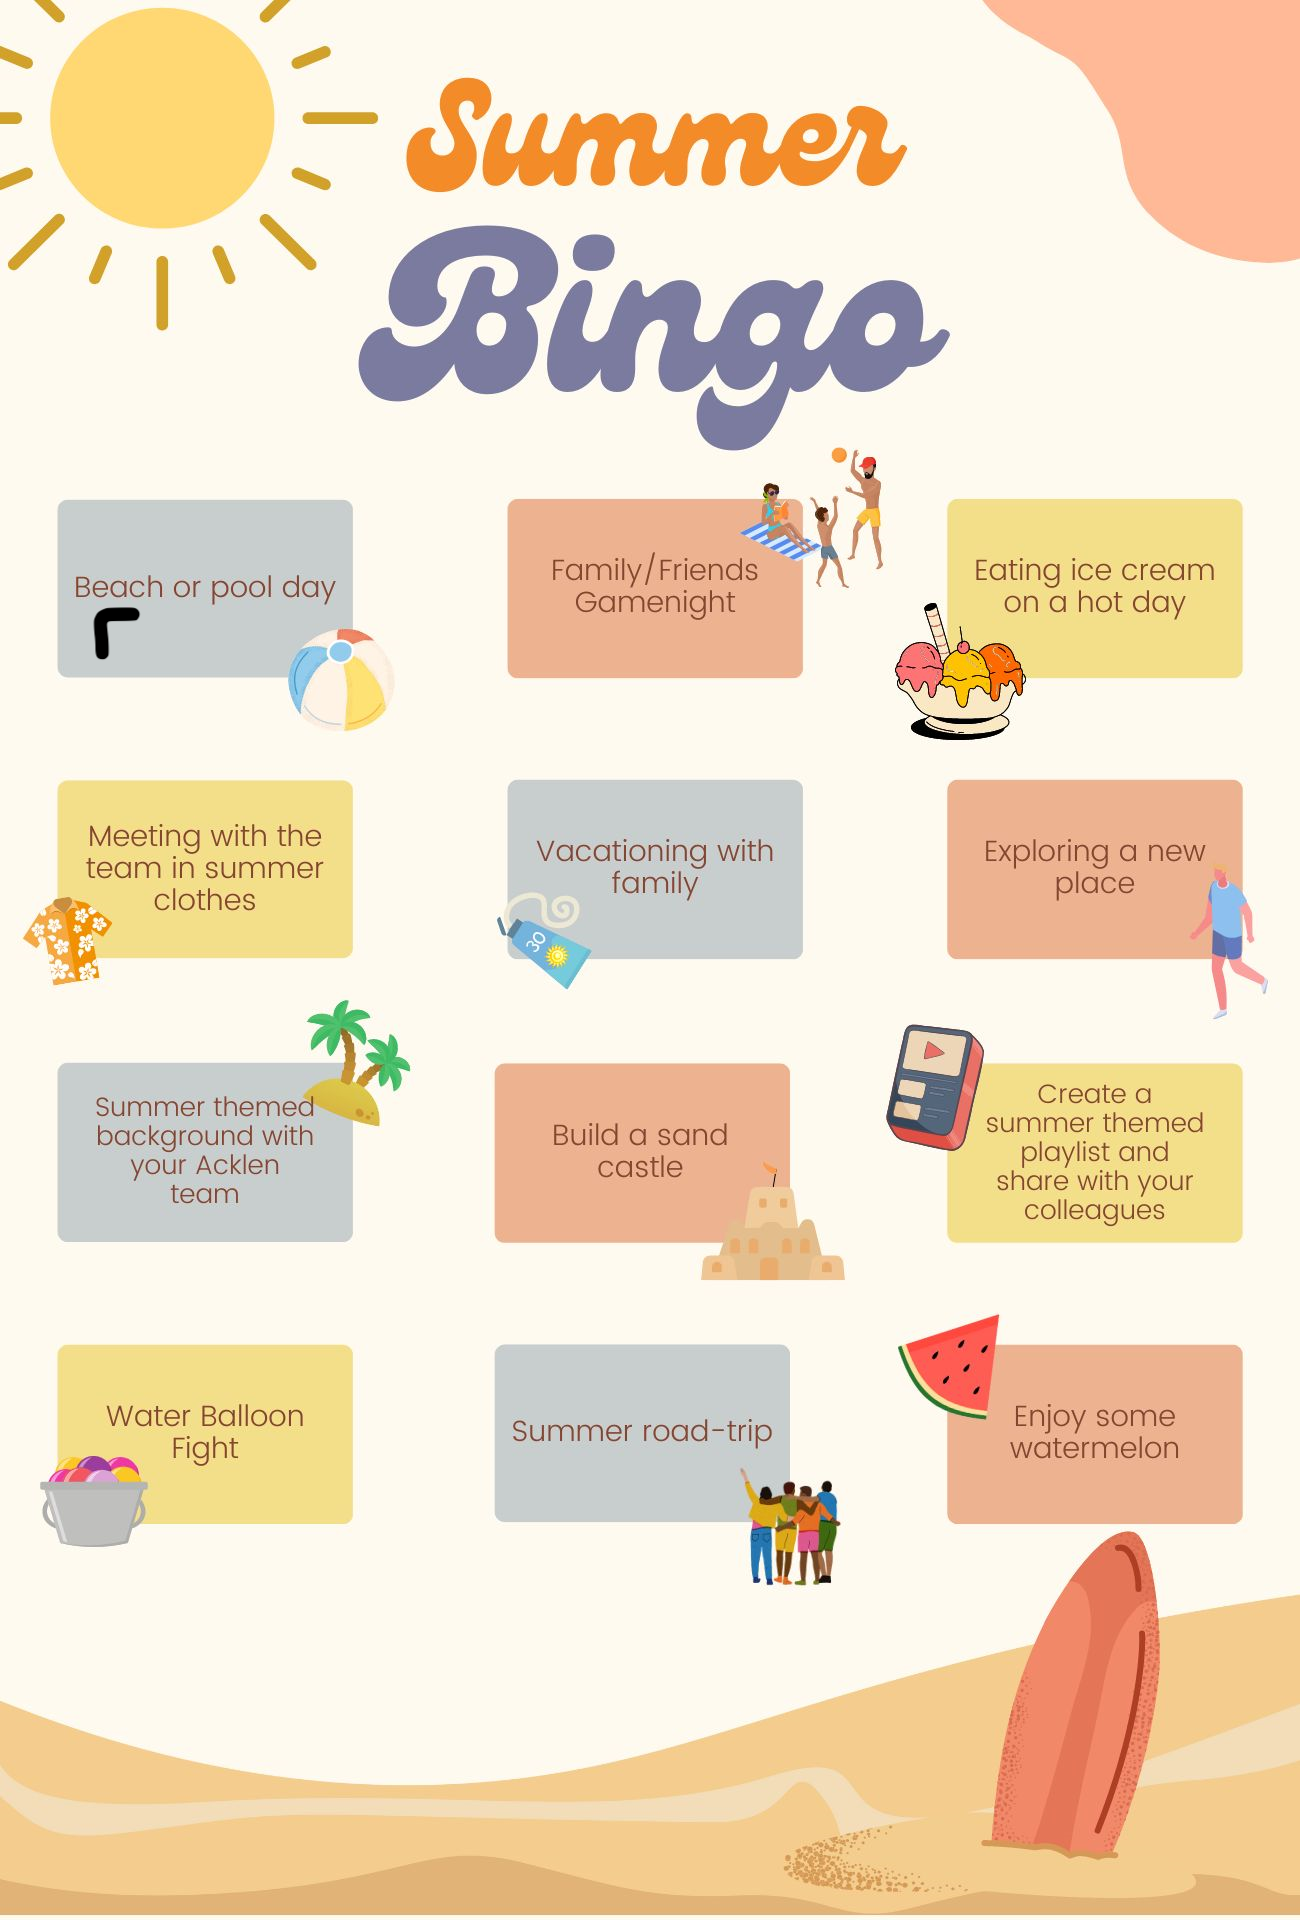 Summer
Bingo
Beach or pool day
Family/Friends
Gamenight
Eating ice cream
on a hot day
Meeting with the
team in summer
clothes
Vacationing with
family
30
Exploring a new
place
Summer themed
background with
your Acklen
team
Build a sand
castle
Create a
summer themed
playlist and
share with your
colleagues
Water Balloon
Fight
Summer road-trip
Enjoy some
watermelon